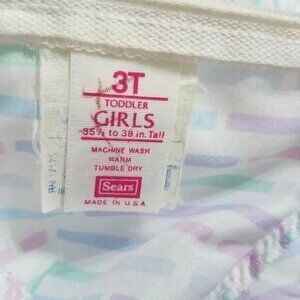 3T
TODDLER
GIRLS
35½ to 38 in. Tall
MACHINE WASH
WARM
TUMBLE DRY
Sears
MADE IN U.S.A.